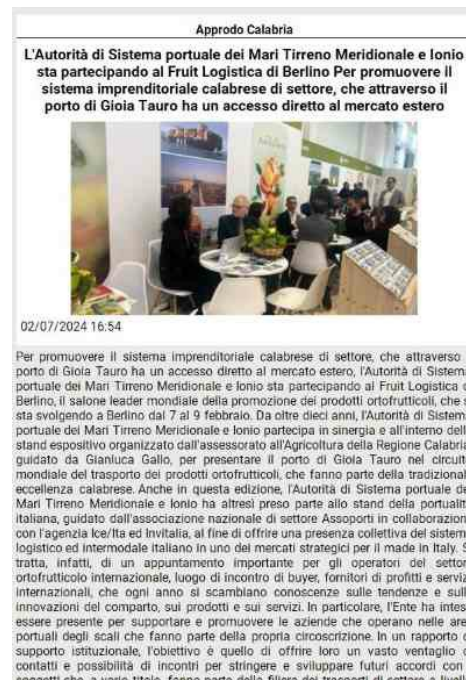 Approdo Calabria
L'Autorità di Sistema portuale dei Mari Tirreno Meridionale e Ionio
sta partecipando al Fruit Logistica di Berlino Per promuovere il
sistema imprenditoriale calabrese di settore, che attraverso il
porto di Gioia Tauro ha un accesso diretto al mercato estero
02/07/2024 16:54
Per promuovere il sistema imprenditoriale calabrese di settore, che attraverso
porto di Gioia Tauro ha un accesso diretto al mercato estero, l'Autorità di Sistema
portuale dei Mari Tirreno Meridionale e Ionio sta partecipando al Fruit Logistica
Berlino, il salone leader mondiale della promozione dei prodotti ortofrutticoli, che
sta svolgendo a Berlino dal 7 al 9 febbraio. Da oltre dieci anni, l'Autorità di Sistem
portuale dei Mari Tirreno Meridionale e Ionio partecipa in sinergia e all'interno dell
stand espositivo organizzato dall'assessorato all'Agricoltura della Regione Calabria
guidato da Gianluca Gallo, per presentare il porto di Gioia Tauro nel circuit
mondiale del trasporto dei prodotti ortofrutticoli, che fanno parte della tradizional
eccellenza calabrese. Anche in questa edizione, l'Autorità di Sistema portuale de
Mari Tirreno Meridionale e Ionio ha altresì preso parte allo stand della portualit
italiana, guidato dall'associazione nazionale di settore Assoporti in collaborazion
con l'agenzia Ice/Ita ed Invitalia, al fine di offrire una presenza collettiva del sistem
logistico ed intermodale italiano in uno dei mercati strategici per il made in Italy. S
tratta, infatti, di un appuntamento importante per gli operatori del settor
ortofrutticolo internazionale, luogo di incontro di buyer, fornitori di profitti e serviz
internazionali, che ogni anno si scambiano conoscenze sulle tendenze e sull
innovazioni del comparto, sui prodotti e sui servizi. In particolare, l'Ente ha intes
essere presente per supportare e promuovere le aziende che operano nelle are
portuali degli scali che fanno parte della propria circoscrizione. In un rapporto
supporto istituzionale, l'obiettivo è quello di offrire loro un vasto ventaglio
contatti e possibilità di incontri per stringere e sviluppare futuri accordi con
soggetti che, a vario titolo, fanno parte della filiera dei trasporti di settore a livell